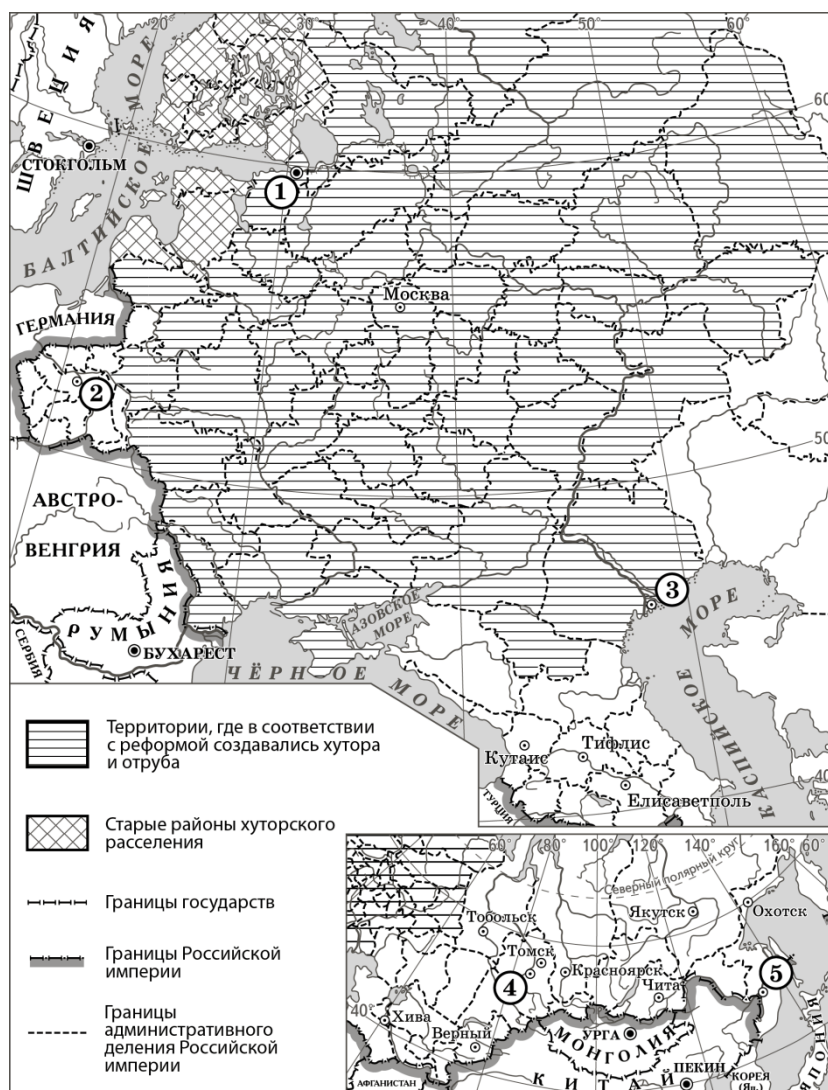 20°
30°
40°
50°
60°
ШВЕЦИЯ
СТОКГОЛЬМ
БАЛТИЙСКОЕ МОРЕ
1
60
Москва
ГЕРМАНИЯ
2
50
АВСТРО-
ВЕНГРИЯ
РУМЫНИЯ
СЕРБИЯ
БУХАРЕСТ
АЗОВСКОЕ
МОРЕ
ЧЁРНОЕ МОРЕ
3
КАСПИЙСКОЕ МОРЕ
Кутаис
Тифлис
Елисаветполь
ТУРЦИЯ
40
Территории, где в соответствии
с реформой создавались хутора
и отруба
Старые районы хуторского
расселения
Границы государств
Границы Российской
империи
Границы
административного
деления Российской
империи
60°
80°
100°
120°
140°
160°
60
Северный полярный круг
Тобольск
Якутск
Охотск
Томск
4
Красноярск
Чита
5
40°
Хива
Верный
УРГА
МОНГОЛИЯ
АФГАНИСТАН
КИТАЙ
ПЕКИН
КОРЕЯ
(Яп.)
ЯПОНИЯ